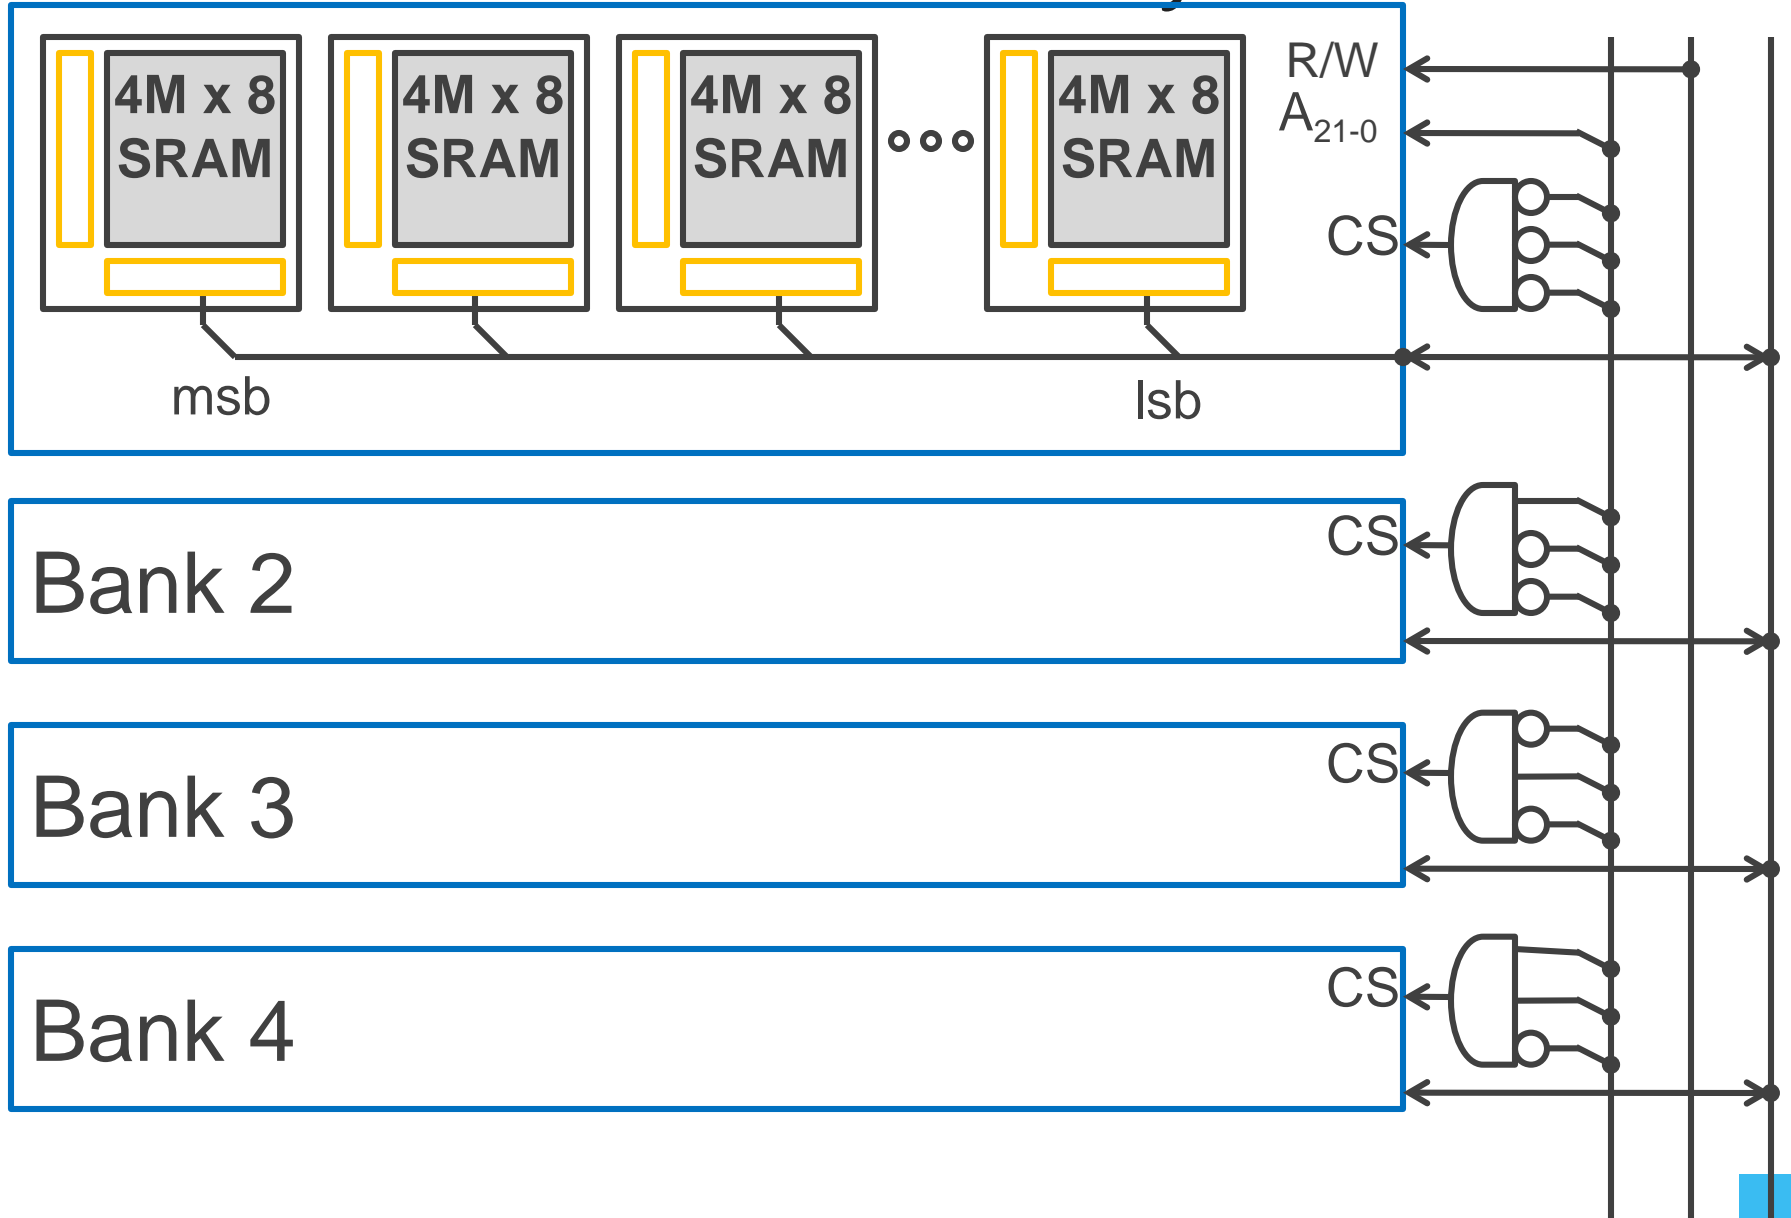 4M x 8
SRAM
4M x 8
SRAM
4M x 8
SRAM
4M x 8
SRAM
R/W
A21-0
CS
msb
lsb
CS
Bank 2
CS
Bank 3
CS
Bank 4